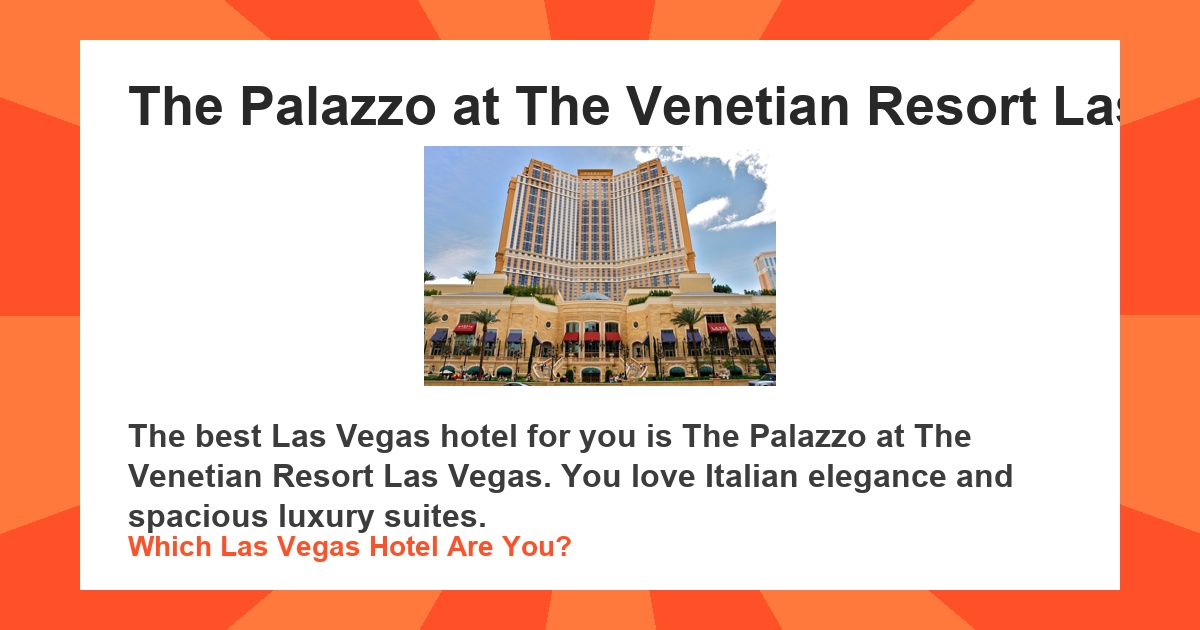 The Palazzo at The Venetian Resort Las
The best Las Vegas hotel for you is The Palazzo at The
Venetian Resort Las Vegas. You love Italian elegance and
spacious luxury suites.
Which Las Vegas Hotel Are You?